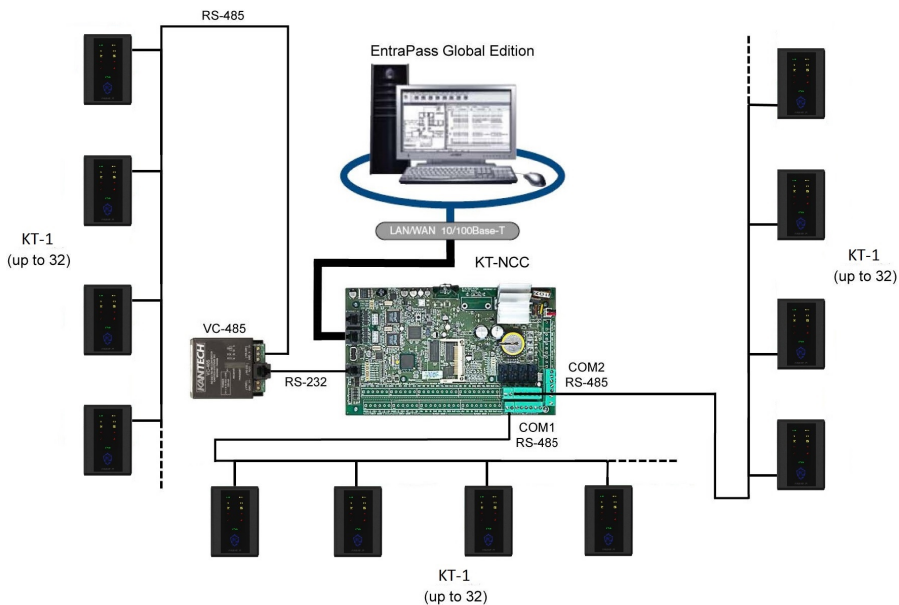 RS-485
EntraPass Global Edition
LAN/WAN 10/100Base-T
KT-NCC
KT-1
(up to 32)
KT-1
(up to 32)
VC-485
KANTECH
RS-232
COM2
RS-485
COM1
RS-485
KT-1
(up to 32)